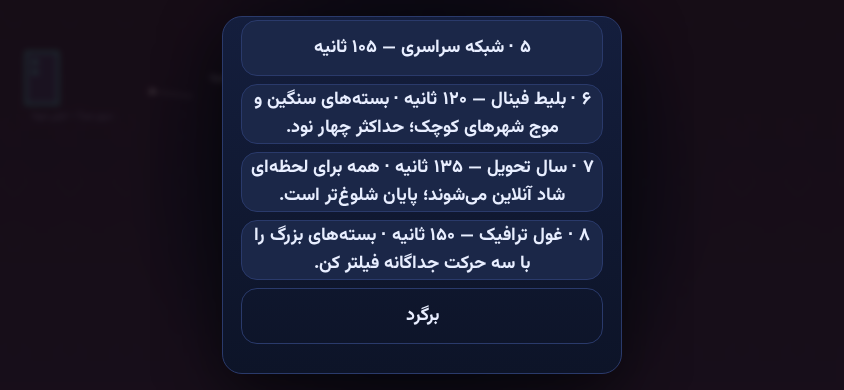 ۵ · شبکه سراسری — ۱۰۵ ثانیه
۶ · بلیط فینال — ۱۲۰ ثانیه · بسته‌های سنگین و
موج شهرهای کوچک؛ حداکثر چهار نود.
۷ · سال تحویل — ۱۳۵ ثانیه · همه برای لحظه‌ای
شاد آنلاین می‌شوند؛ پایان شلوغ‌تر است.
۸ · غول ترافیک — ۱۵۰ ثانیه · بسته‌های بزرگ را
با سه حرکت جداگانه فیلتر کن.
برگرد